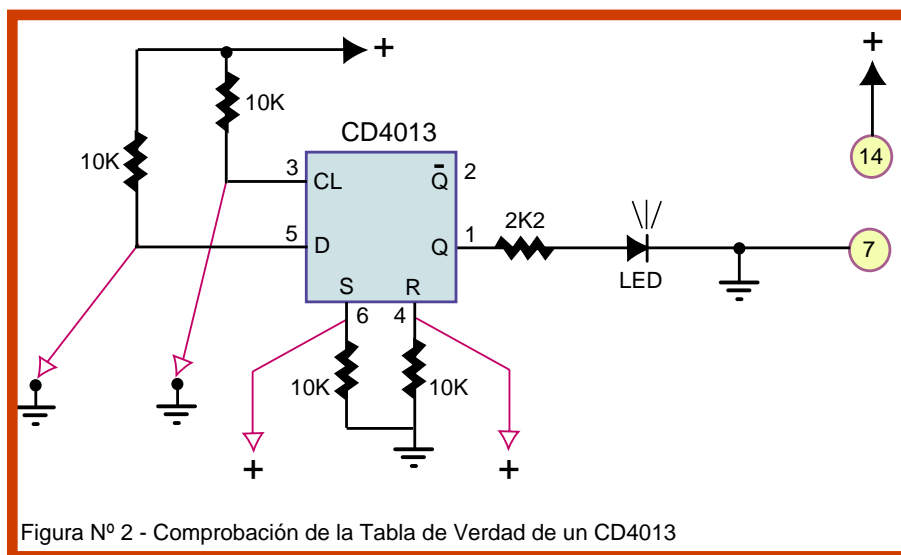 +
+
10K
CD4013
10K
14
3
CL
Q̅
2
2K2
5
D
Q
1
7
LED
S
R
6
4
10K
10K
+
+
Figura Nº 2 - Comprobación de la Tabla de Verdad de un CD4013